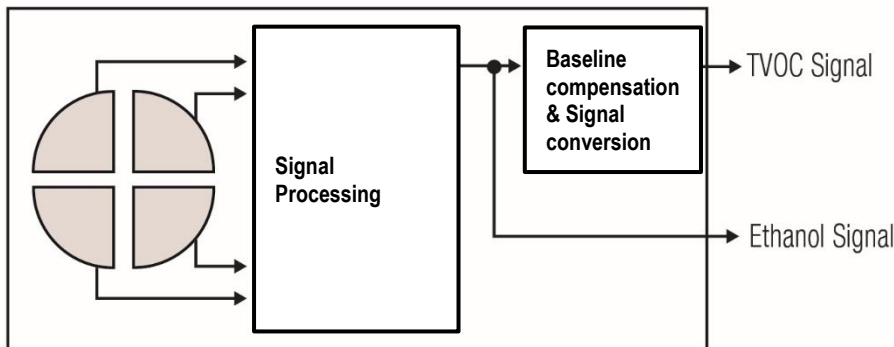 Signal
Processing
Baseline
compensation
& Signal
conversion
TVOC Signal
Ethanol Signal